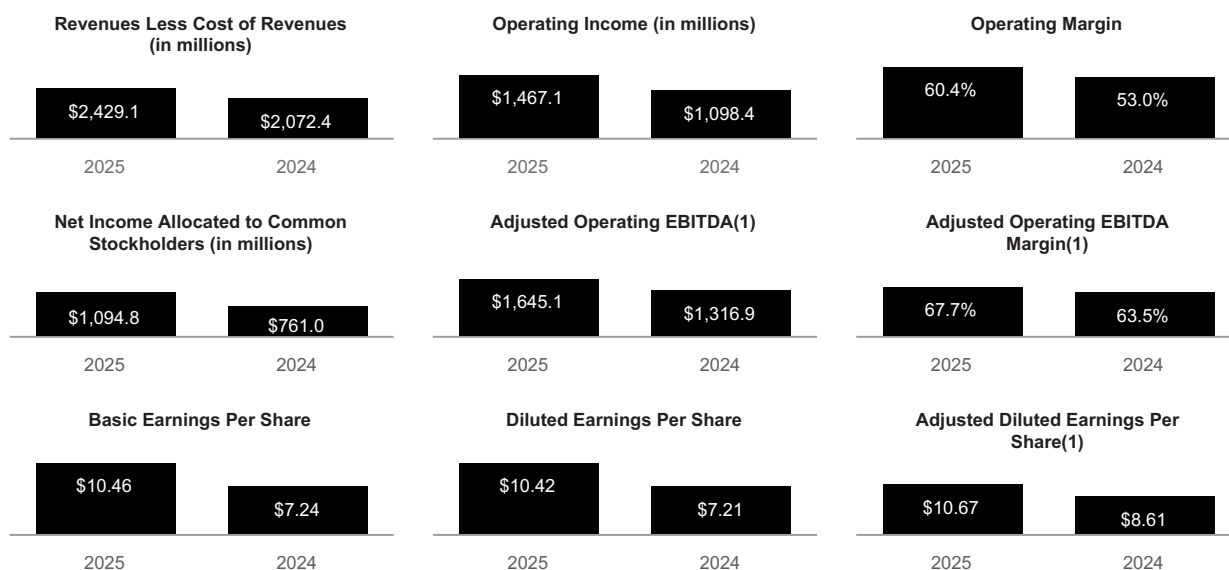 Revenues Less Cost of Revenues
(in millions)
$2,429.1
$2,072.4
2025
2024
Operating Income (in millions)
$1,467.1
$1,098.4
2025
2024
Operating Margin
60.4%
53.0%
2025
2024
Net Income Allocated to Common
Stockholders (in millions)
$1,094.8
$761.0
2025
2024
Adjusted Operating EBITDA(1)
$1,645.1
$1,316.9
2025
2024
Adjusted Operating EBITDA
Margin(1)
67.7%
63.5%
2025
2024
Basic Earnings Per Share
$10.46
$7.24
2025
2024
Diluted Earnings Per Share
$10.42
$7.21
2025
2024
Adjusted Diluted Earnings Per
Share(1)
$10.67
$8.61
2025
2024